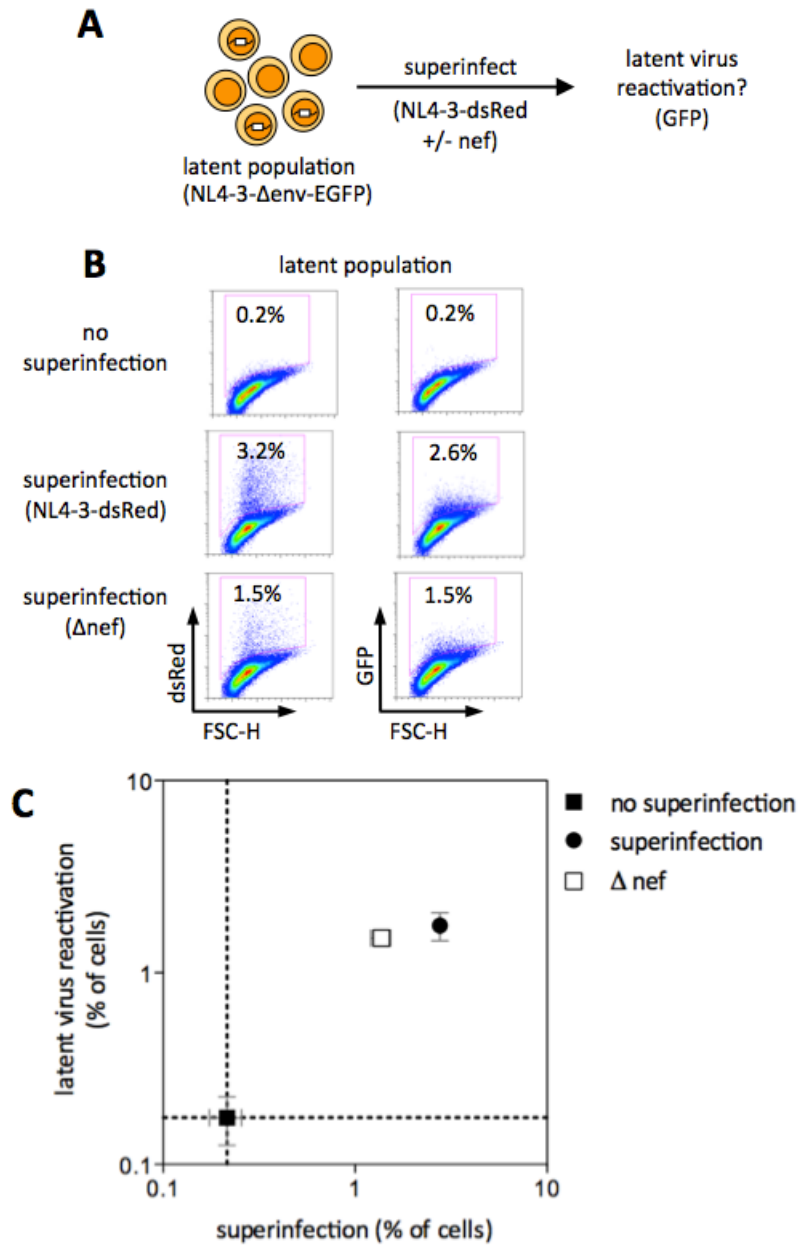 A
latent population
(NL4-3-Δenv-EGFP)
superinfect
(NL4-3-dsRed
+/- nef)
latent virus
reactivation?
(GFP)
B
latent population
no
superinfection
0.2%
0.2%
superinfection
(NL4-3-dsRed)
3.2%
2.6%
superinfection
(Δnef)
1.5%
1.5%
dsRed
FSC-H
GFP
FSC-H
C
latent virus reactivation
(% of cells)
10
1
0.1
0.1
1
10
superinfection (% of cells)
no superinfection
superinfection
Δ nef